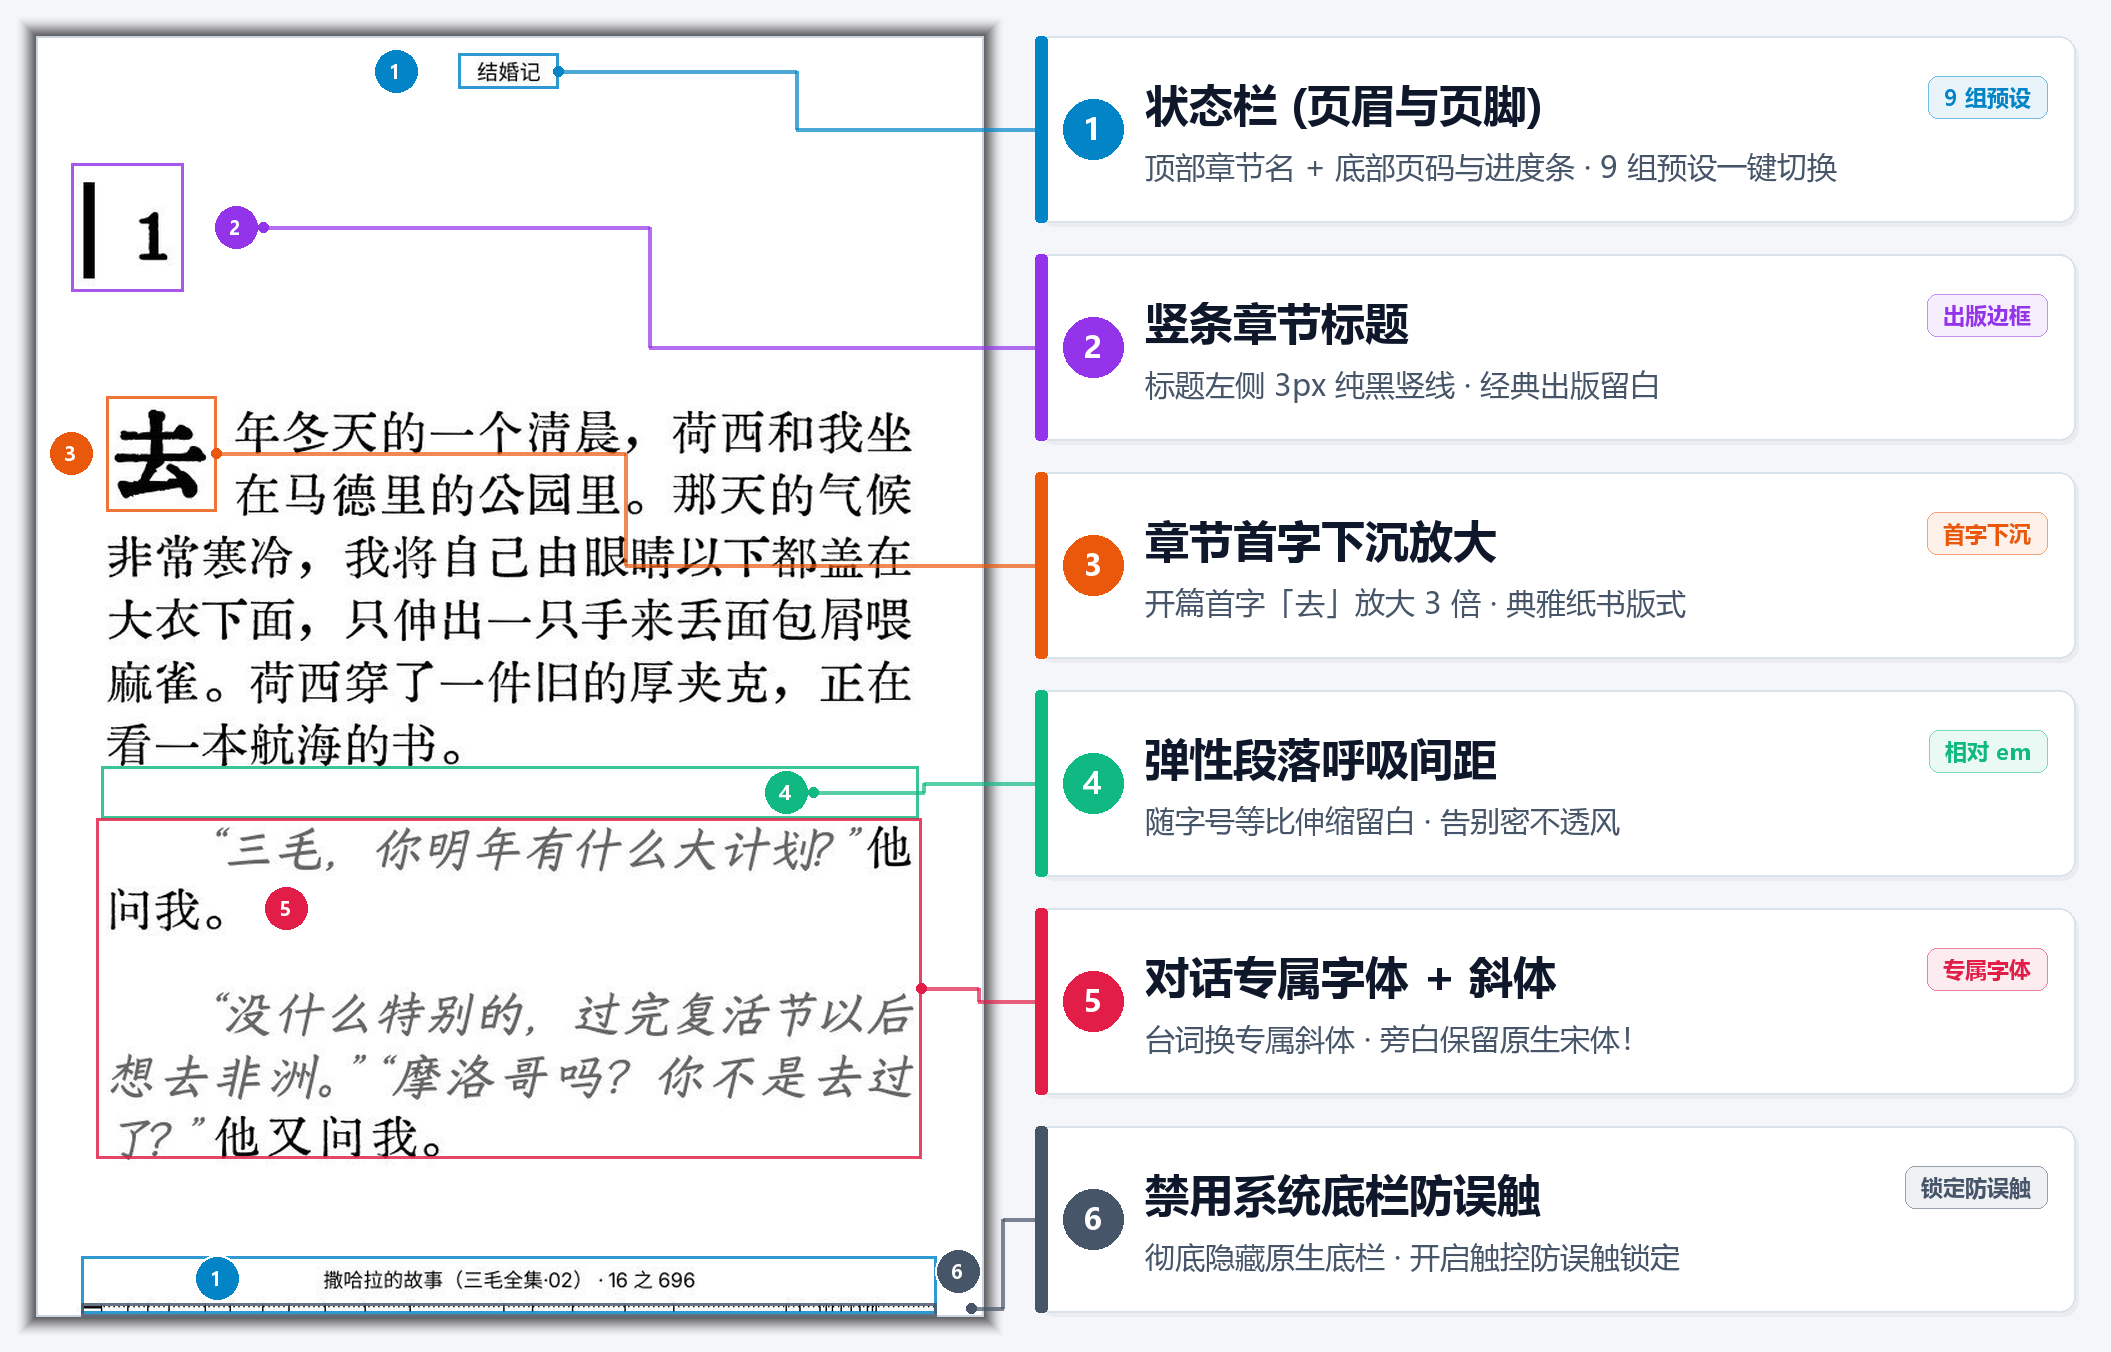 1
结婚记
1
2
3
去
年冬天的一个清晨，荷西和我坐
在马德里的公园里。那天的气候
非常寒冷，我将自己由眼睛以下都盖在
大衣下面，只伸出一只手来丢面包屑喂
麻雀。荷西穿了一件旧的厚夹克，正在
看一本航海的书。
4
“三毛，你明年有什么大计划？”他
问我。
5
“没什么特别的，过完复活节以后
想去非洲。”“摩洛哥吗？你不是去过
了？”他又问我。
1
撒哈拉的故事（三毛全集·02） · 16 之 696
6
1
状态栏 (页眉与页脚)
9 组预设
顶部章节名 + 底部页码与进度条 · 9 组预设一键切换
2
竖条章节标题
出版边框
标题左侧 3px 纯黑竖线 · 经典出版留白
3
章节首字下沉放大
首字下沉
开篇首字「去」放大 3 倍 · 典雅纸书版式
4
弹性段落呼吸间距
相对 em
随字号等比伸缩留白 · 告别密不透风
5
对话专属字体 + 斜体
专属字体
台词换专属斜体 · 旁白保留原生宋体！
6
禁用系统底栏防误触
锁定防误触
彻底隐藏原生底栏 · 开启触控防误触锁定